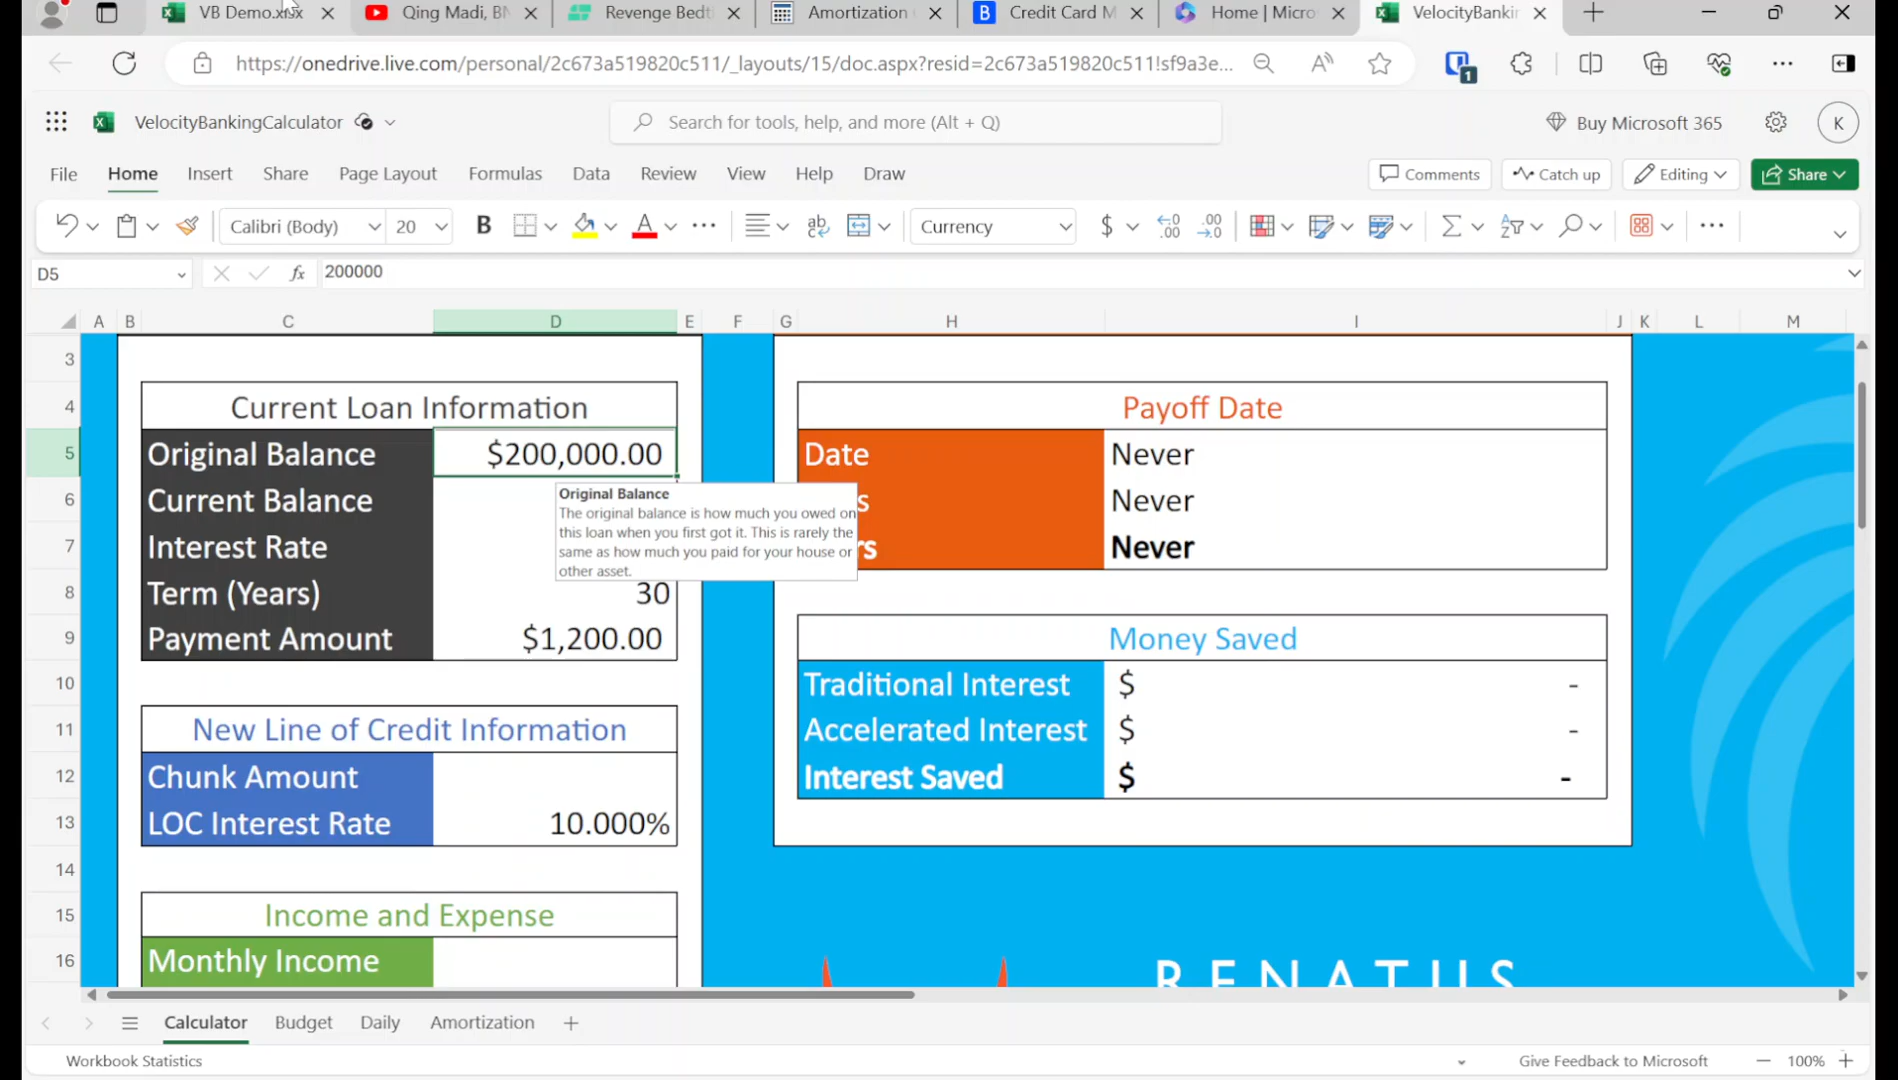 VB Demo.xlsx
Qing Madi, BN
Revenge Bedt
Amortization
Credit Card M
Home | Micro
VelocityBankir
https://onedrive.live.com/personal/2c673a519820c511/_layouts/15/doc.aspx?resid=2c673a519820c511!sf9a3e...
1
VelocityBankingCalculator
Search for tools, help, and more (Alt + Q)
Buy Microsoft 365
K
File Home Insert Share Page Layout Formulas Data Review View Help Draw
Comments
Catch up
Editing
Share
Calibri (Body)
20
B
A
ab
Currency
$
D5
fx
200000
A B C D E F G H I J K L M
3
4 Current Loan Information
5 Original Balance $200,000.00
6 Current Balance
7 Interest Rate
8 Term (Years) 30
9 Payment Amount $1,200.00
Original Balance
The original balance is how much you owed on
this loan when you first got it. This is rarely the
same as how much you paid for your house or
other asset.
Payoff Date
Date Never
s Never
rs Never
10
11 New Line of Credit Information
12 Chunk Amount
13 LOC Interest Rate 10.000%
Money Saved
Traditional Interest $ -
Accelerated Interest $ -
Interest Saved $ -
14
15 Income and Expense
16 Monthly Income
RENATUS
Calculator Budget Daily Amortization
Workbook Statistics
Give Feedback to Microsoft
100%